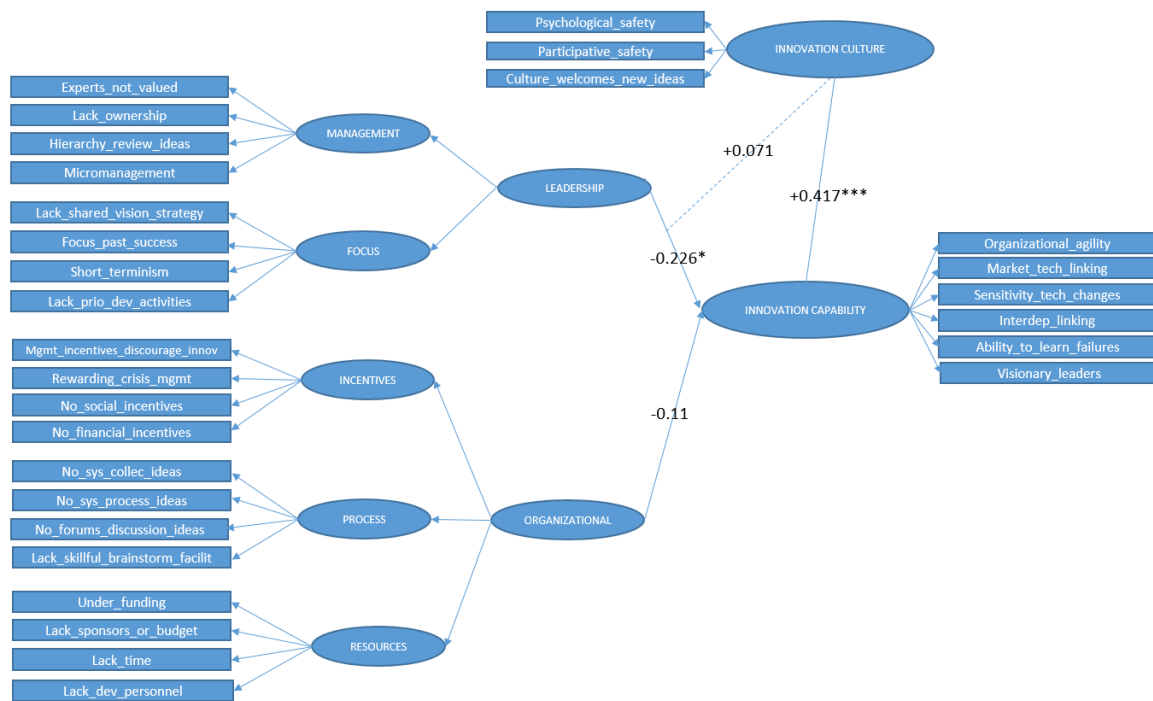 Psychological_safety
Participative_safety
Culture_welcomes_new_ideas
INNOVATION CULTURE
Experts_not_valued
Lack_ownership
Hierarchy_review_ideas
Micromanagement
MANAGEMENT
+0.071
LEADERSHIP
+0.417***
Lack_shared_vision_strategy
Focus_past_success
Short_terminism
Lack_prio_dev_activities
FOCUS
-0.226*
INNOVATION CAPABILITY
Organizational_agility
Market_tech_linking
Sensitivity_tech_changes
Interdep_linking
Ability_to_learn_failures
Visionary_leaders
Mgmt_incentives_discourage_innov
Rewarding_crisis_mgmt
No_social_incentives
No_financial_incentives
INCENTIVES
-0.11
No_sys_collec_ideas
No_sys_process_ideas
No_forums_discussion_ideas
Lack_skillful_brainstorm_facilit
PROCESS
ORGANIZATIONAL
Under_funding
Lack_sponsors_or_budget
Lack_time
Lack_dev_personnel
RESOURCES